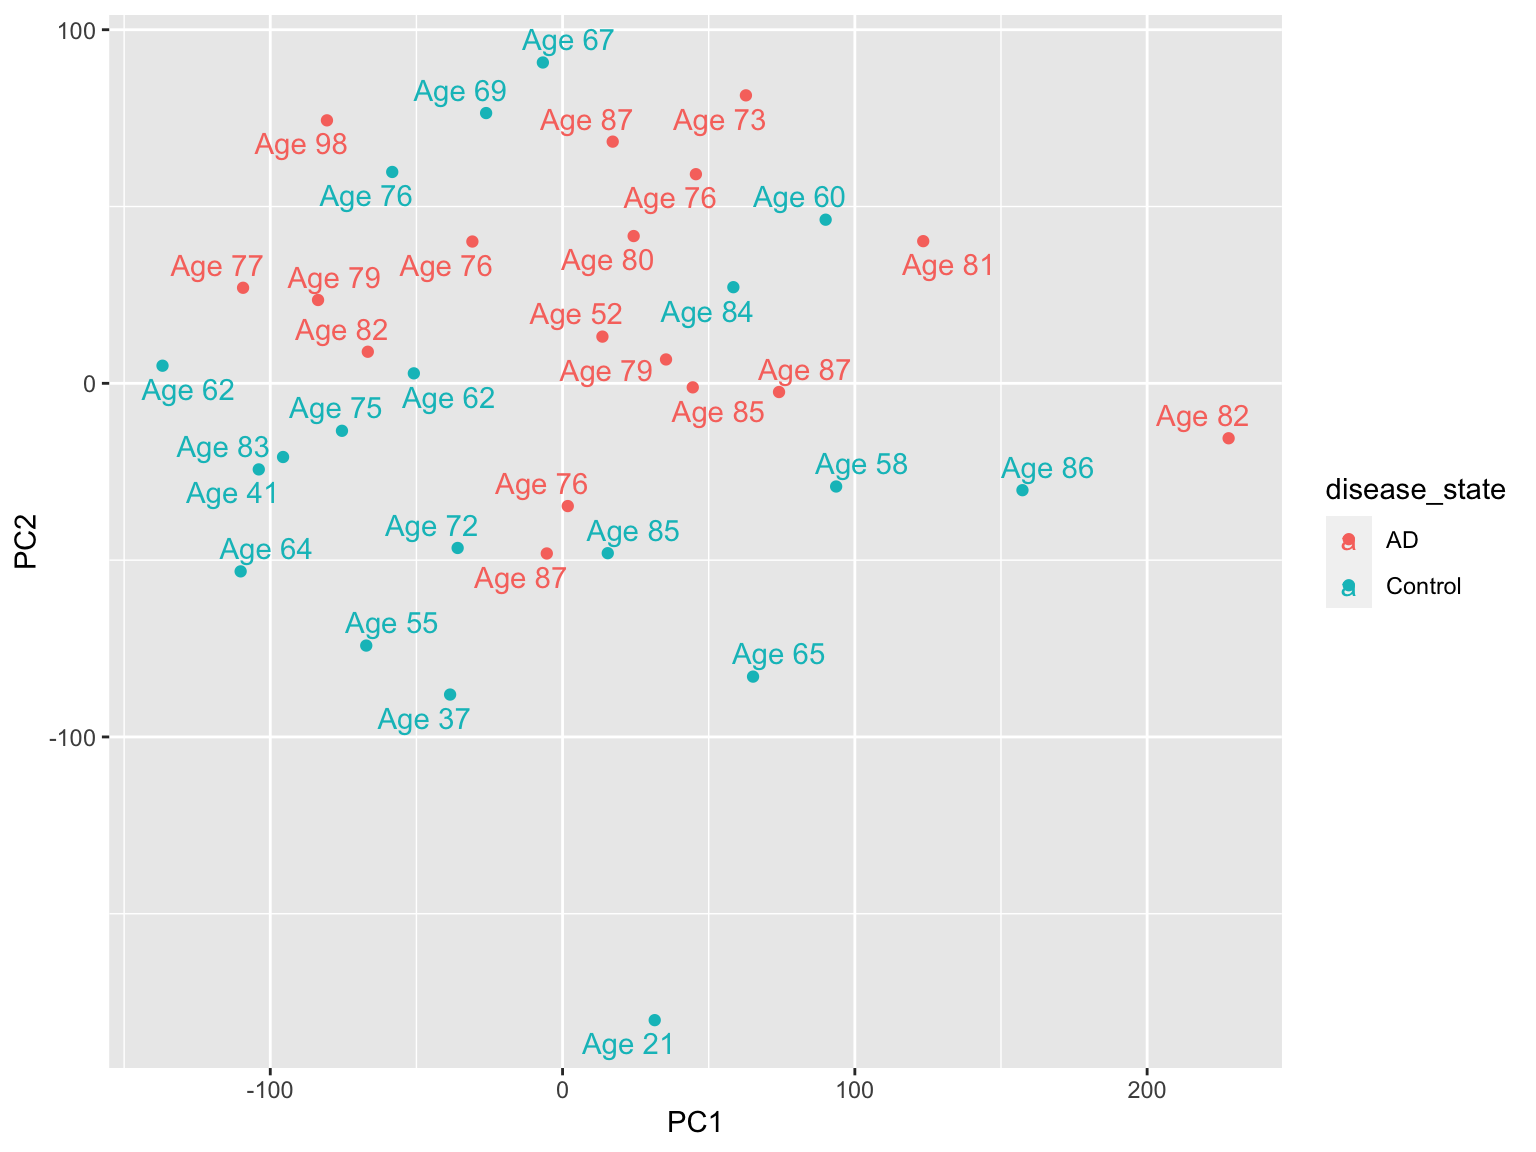 100
Age 67
Age 69
Age 87
Age 73
Age 98
Age 76
Age 76
Age 60
Age 77
Age 79
Age 76
Age 80
Age 81
Age 52
Age 84
Age 82
0
Age 62
Age 62
Age 79
Age 87
Age 75
Age 85
Age 82
Age 83
Age 41
Age 76
Age 58
Age 86
Age 72
Age 85
Age 64
Age 87
Age 55
Age 65
Age 37
-100
Age 21
-100
0
100
200
PC1
PC2
disease_state
a AD
a Control